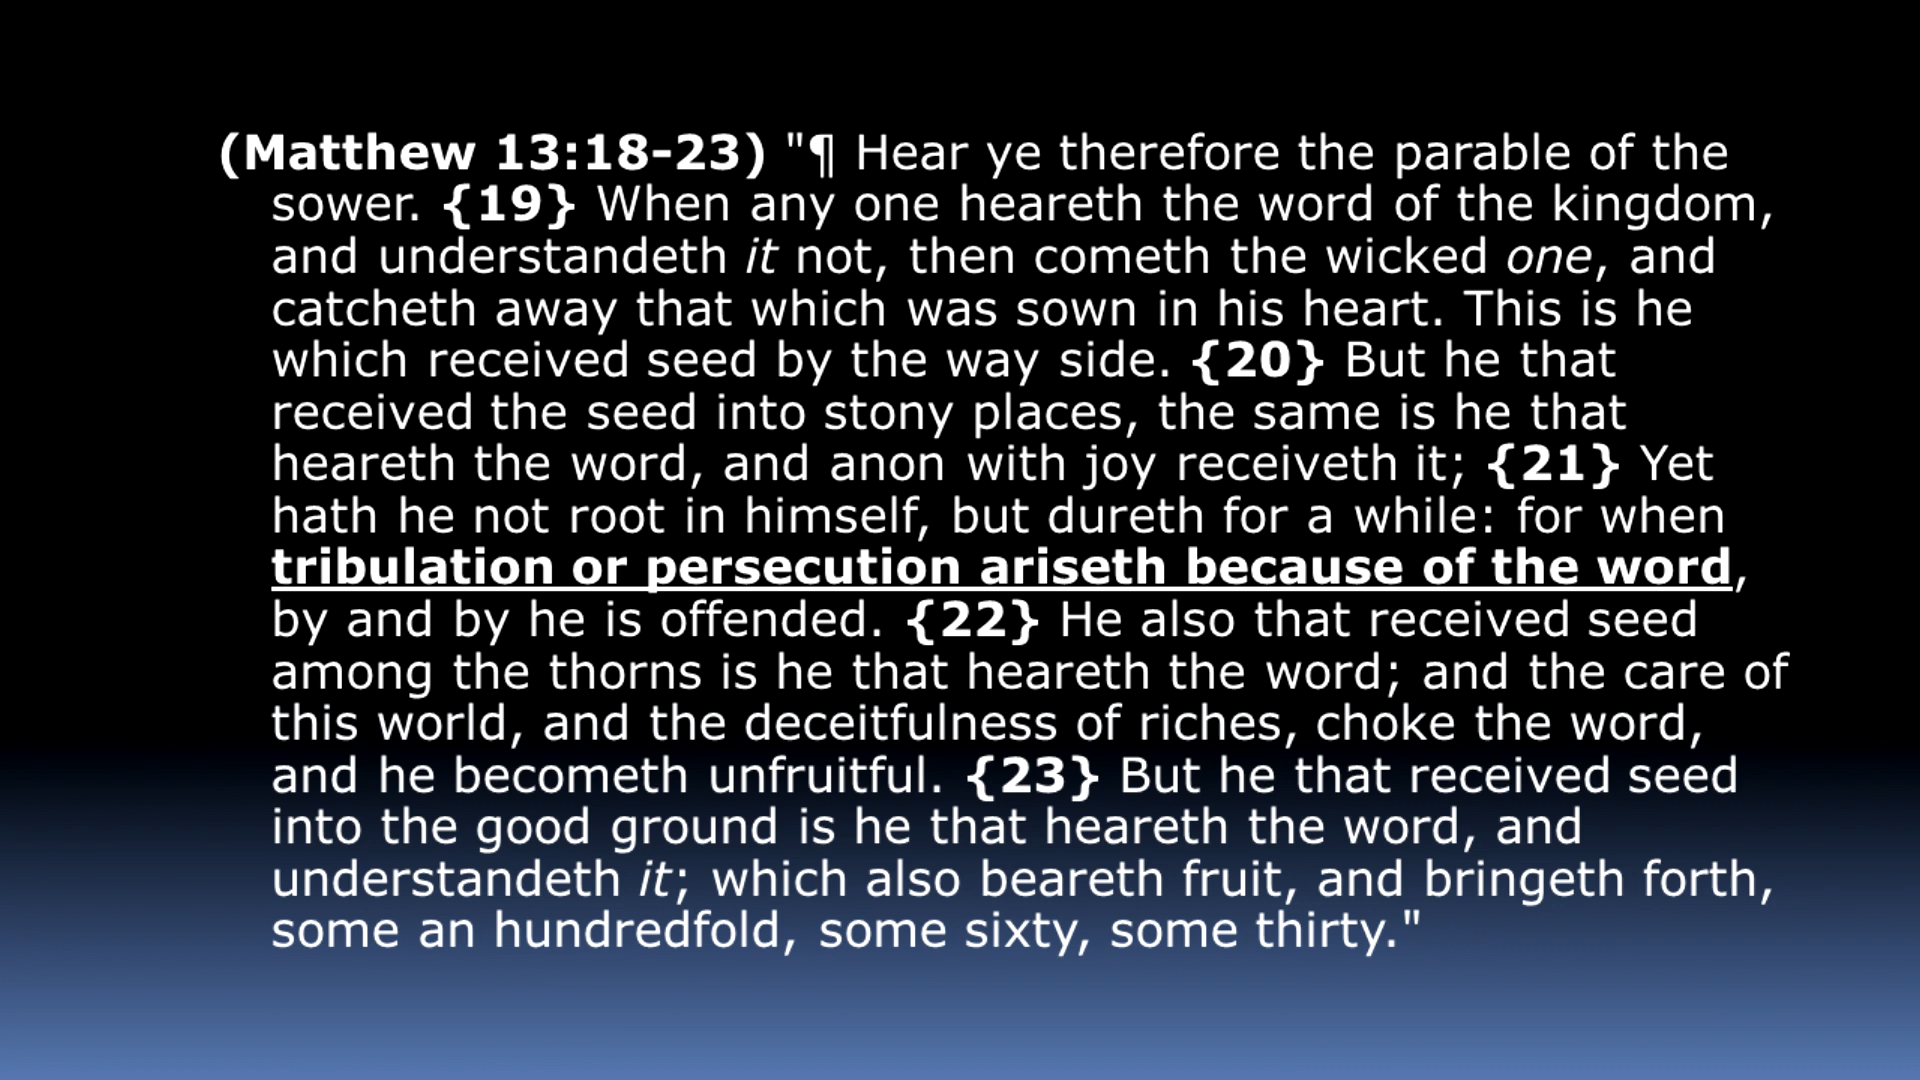 (Matthew 13:18-23) "¶ Hear ye therefore the parable of the
sower. {19} When any one heareth the word of the kingdom,
and understandeth it not, then cometh the wicked one, and
catcheth away that which was sown in his heart. This is he
which received seed by the way side. {20} But he that
received the seed into stony places, the same is he that
heareth the word, and anon with joy receiveth it; {21} Yet
hath he not root in himself, but dureth for a while: for when
tribulation or persecution ariseth because of the word,
by and by he is offended. {22} He also that received seed
among the thorns is he that heareth the word; and the care of
this world, and the deceitfulness of riches, choke the word,
and he becometh unfruitful. {23} But he that received seed
into the good ground is he that heareth the word, and
understandeth it; which also beareth fruit, and bringeth forth,
some an hundredfold, some sixty, some thirty."